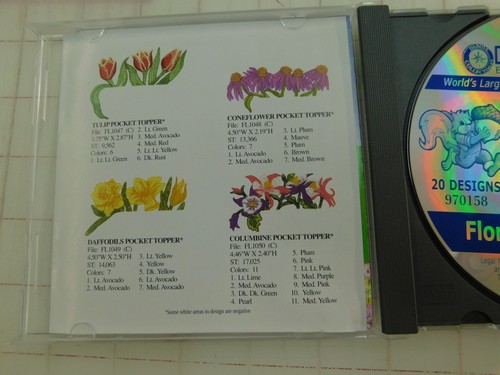 TULIP POCKET TOPPER*
File: FL1047 (C)
3.75"W X 2.87"H
ST: 9,562
Colors: 6
1. Lt. Lt. Green
2. Lt. Green
3. Med. Avocado
4. Med. Red
5. Lt. Lt. Yellow
6. Dk. Rust
CONEFLOWER POCKET TOPPER*
File: FL1048 (C)
4.50"W X 2.19"H
ST: 13,366
Colors: 7
1. Lt. Avocado
2. Med. Avocado
3. Lt. Plum
4. Mauve
5. Plum
6. Brown
7. Med. Brown
DAFFODILS POCKET TOPPER*
File: FL1049 (C)
4.50"W X 2.50"H
ST: 14,063
Colors: 7
1. Lt. Avocado
2. Med. Avocado
3. Lt. Yellow
4. Yellow
5. Dk. Yellow
6. Lt. Avocado
7. Med. Avocado
COLUMBINE POCKET TOPPER*
File: FL1050 (C)
4.46"W X 2.40"H
ST: 17,025
Colors: 11
1. Lt. Lime
2. Med. Avocado
3. Dk. Dk. Green
4. Pearl
5. Plum
6. Pink
7. Lt. Lt. Pink
8. Med. Purple
9. Med. Pink
10. Yellow
11. Med. Yellow
*Some white areas in design are negative
World's Larg
20 DESIGNS
970158
Flor